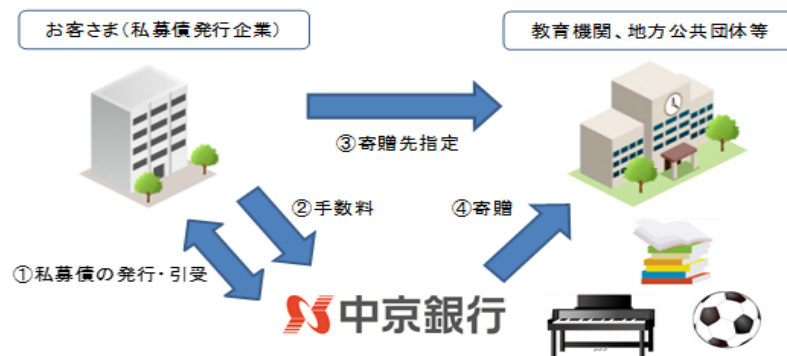 お客さま（私募債発行企業）
教育機関、地方公共団体等
③寄贈先指定
②手数料
④寄贈
①私募債の発行・引受
中京銀行